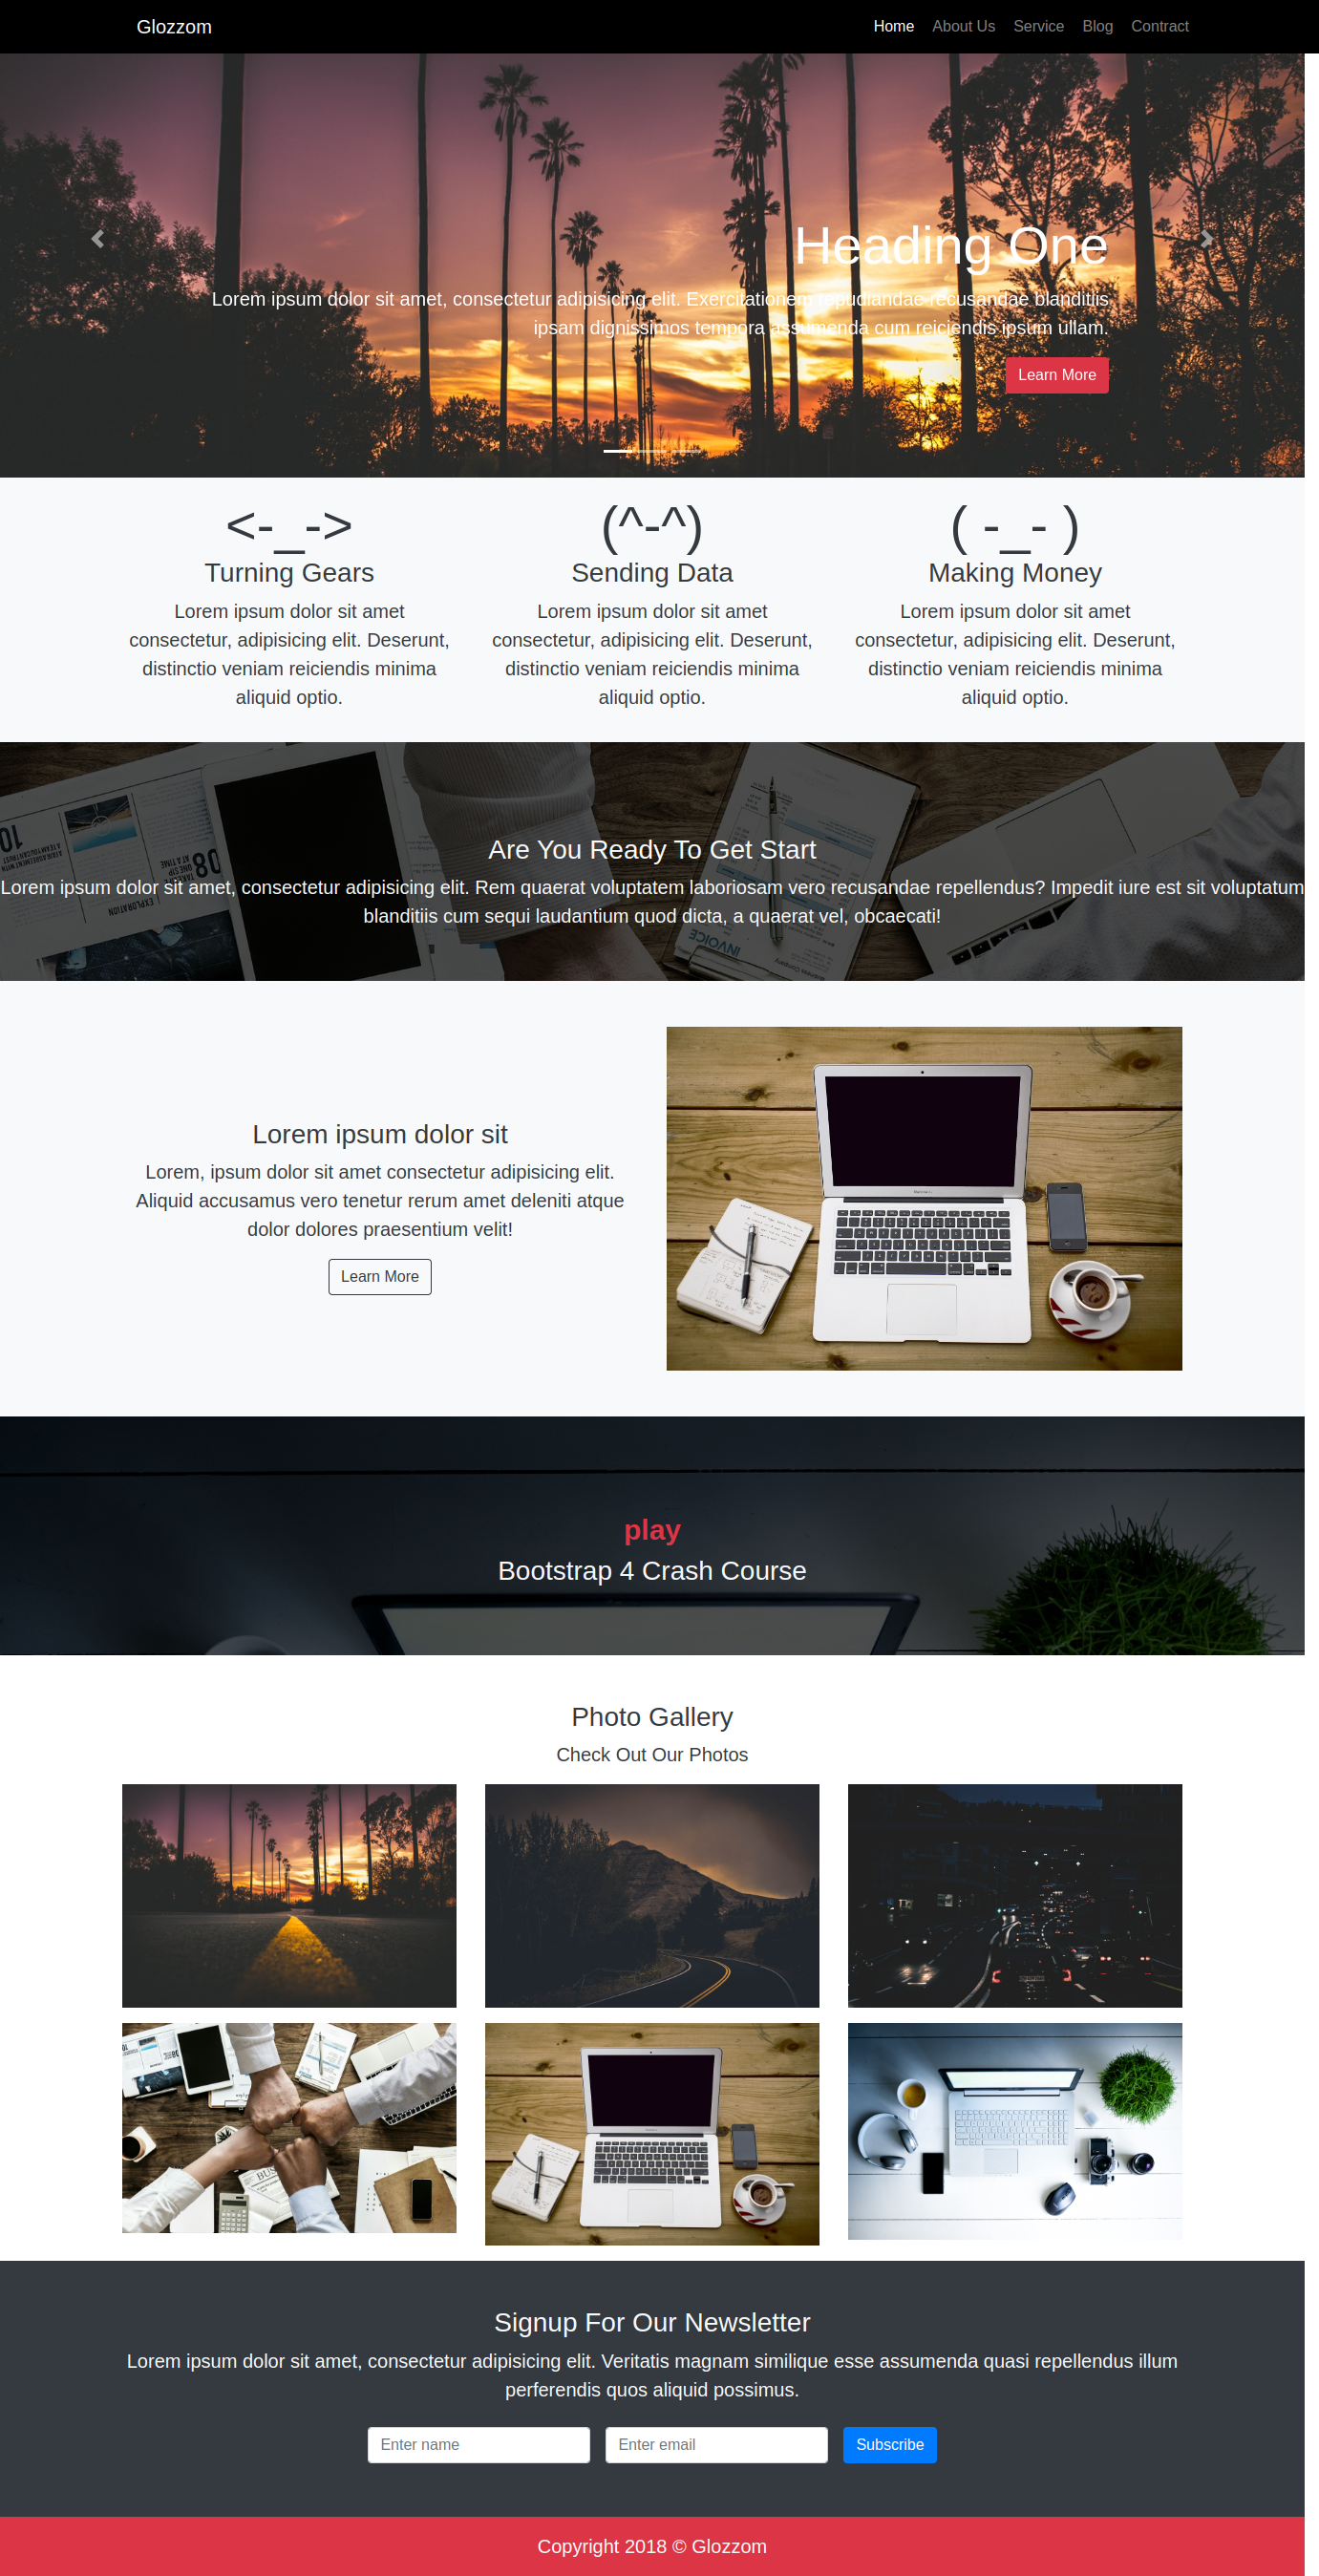 Glozzom
Home About Us Service Blog Contract
Heading One
Lorem ipsum dolor sit amet, consectetur adipisicing elit. Exercitationem repudiandae recusandae blanditiis
ipsam dignissimos tempora assumenda cum reiciendis ipsum ullam.
Learn More
<-_-> (^-^) ( -_- )
Turning Gears
Lorem ipsum dolor sit amet
consectetur, adipisicing elit. Deserunt,
distinctio veniam reiciendis minima
aliquid optio.
Sending Data
Lorem ipsum dolor sit amet
consectetur, adipisicing elit. Deserunt,
distinctio veniam reiciendis minima
aliquid optio.
Making Money
Lorem ipsum dolor sit amet
consectetur, adipisicing elit. Deserunt,
distinctio veniam reiciendis minima
aliquid optio.
Are You Ready To Get Start
Lorem ipsum dolor sit amet, consectetur adipisicing elit. Rem quaerat voluptatem laboriosam vero recusandae repellendus? Impedit iure est sit voluptatum
blanditiis cum sequi laudantium quod dicta, a quaerat vel, obcaecati!
INVOICE
EXPLORATION
Lorem ipsum dolor sit
Lorem, ipsum dolor sit amet consectetur adipisicing elit.
Aliquid accusamus vero tenetur rerum amet deleniti atque
dolor dolores praesentium velit!
Learn More
play
Bootstrap 4 Crash Course
Photo Gallery
Check Out Our Photos
Signup For Our Newsletter
Lorem ipsum dolor sit amet, consectetur adipisicing elit. Veritatis magnam similique esse assumenda quasi repellendus illum
perferendis quos aliquid possimus.
Enter name Enter email Subscribe
Copyright 2018 © Glozzom